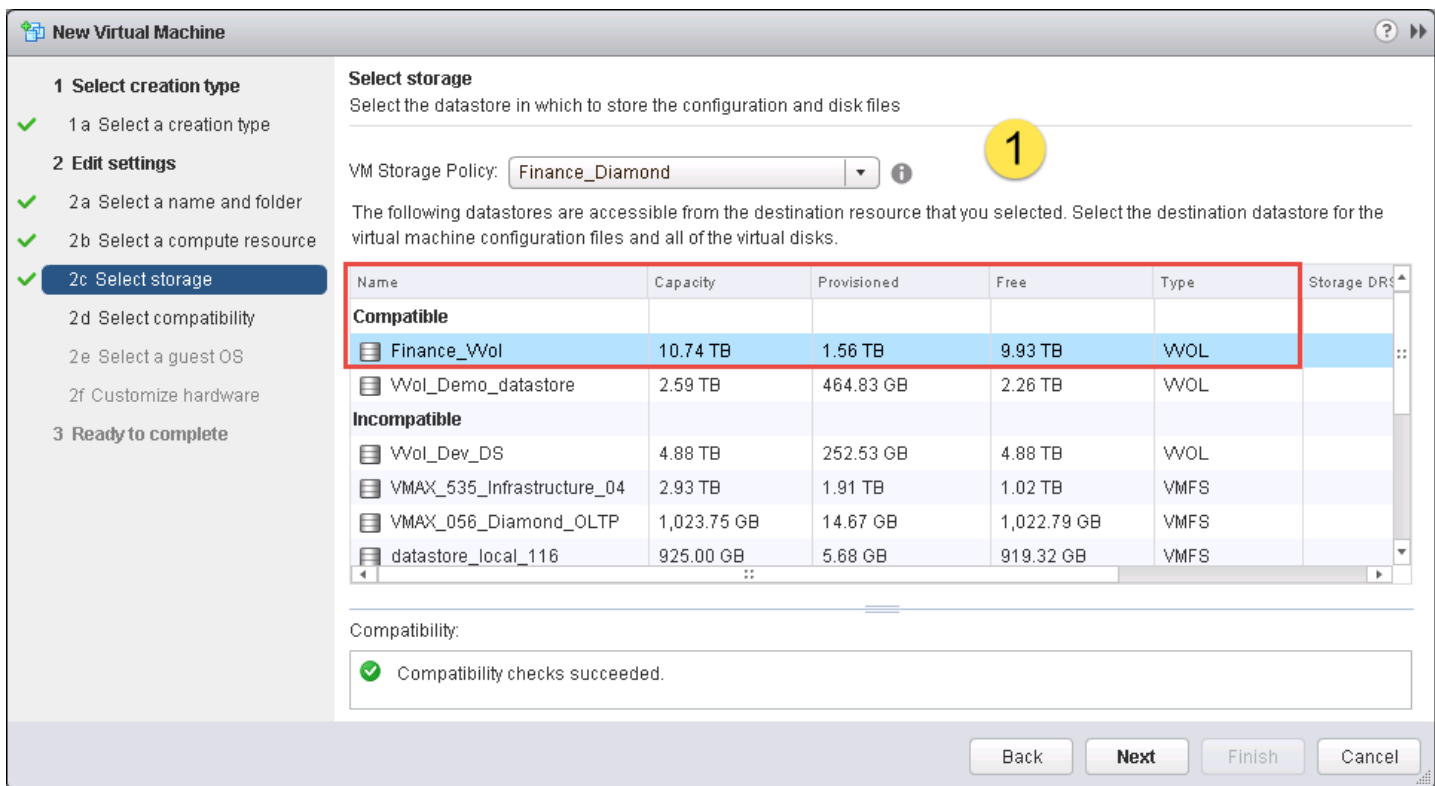 New Virtual Machine
?
1 Select creation type
1a Select a creation type
2 Edit settings
2a Select a name and folder
2b Select a compute resource
2c Select storage
2d Select compatibility
2e Select a guest OS
2f Customize hardware
3 Ready to complete
Select storage
Select the datastore in which to store the configuration and disk files
1
VM Storage Policy: Finance_Diamond
The following datastores are accessible from the destination resource that you selected. Select the destination datastore for the
virtual machine configuration files and all of the virtual disks.
Name Capacity Provisioned Free Type Storage DRS
Compatible
Finance_VVol 10.74 TB 1.56 TB 9.93 TB VVOL
VVol_Demo_datastore 2.59 TB 464.83 GB 2.26 TB VVOL
Incompatible
VVol_Dev_DS 4.88 TB 252.53 GB 4.88 TB VVOL
VMAX_535_Infrastructure_04 2.93 TB 1.91 TB 1.02 TB VMFS
VMAX_056_Diamond_OLTP 1,023.75 GB 14.67 GB 1,022.79 GB VMFS
datastore_local_116 925.00 GB 5.68 GB 919.32 GB VMFS
Compatibility:
Compatibility checks succeeded.
Back Next Finish Cancel